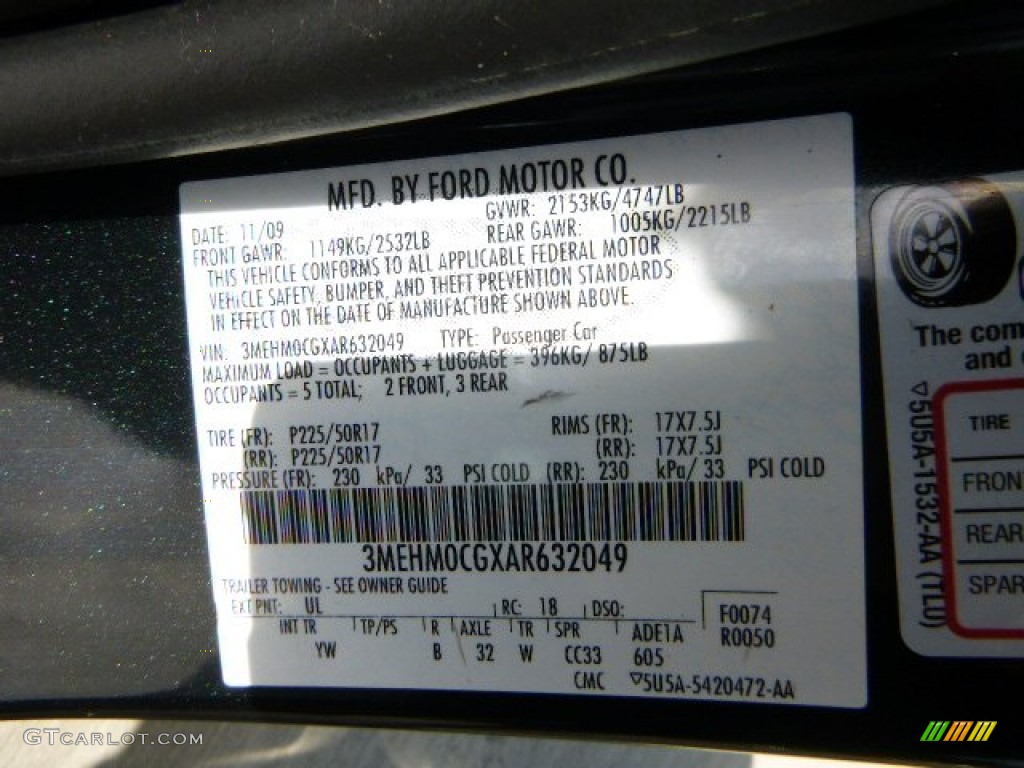 MFD. BY FORD MOTOR CO.
DATE: 11/09 GVWR: 2153KG/4747LB
FRONT GAWR: 1149KG/2532LB REAR GAWR: 1005KG/2215LB
THIS VEHICLE CONFORMS TO ALL APPLICABLE FEDERAL MOTOR
VEHICLE SAFETY, BUMPER, AND THEFT PREVENTION STANDARDS
IN EFFECT ON THE DATE OF MANUFACTURE SHOWN ABOVE.
VIN: 3MEHM0CGXAR632049 TYPE: Passenger Car
MAXIMUM LOAD = OCCUPANTS + LUGGAGE = 396KG/ 875LB
OCCUPANTS = 5 TOTAL; 2 FRONT, 3 REAR
TIRE (FR): P225/50R17 RIMS (FR): 17X7.5J
(RR): P225/50R17 (RR): 17X7.5J
PRESSURE (FR): 230 kPa/ 33 PSI COLD (RR): 230 kPa/ 33 PSI COLD
3MEHM0CGXAR632049
TRAILER TOWING - SEE OWNER GUIDE
EXT PNT: UL RC: 18 DSO: F0074
R0050
INT TR TP/PS R AXLE TR SPR ADE1A
YW B 32 W CC33 605
CMC ▽5U5A-5420472-AA
The com
and
▽5U5A-1532-AA (TLU)
TIRE
FRON
REAR
SPAR
GTCARLOT.COM